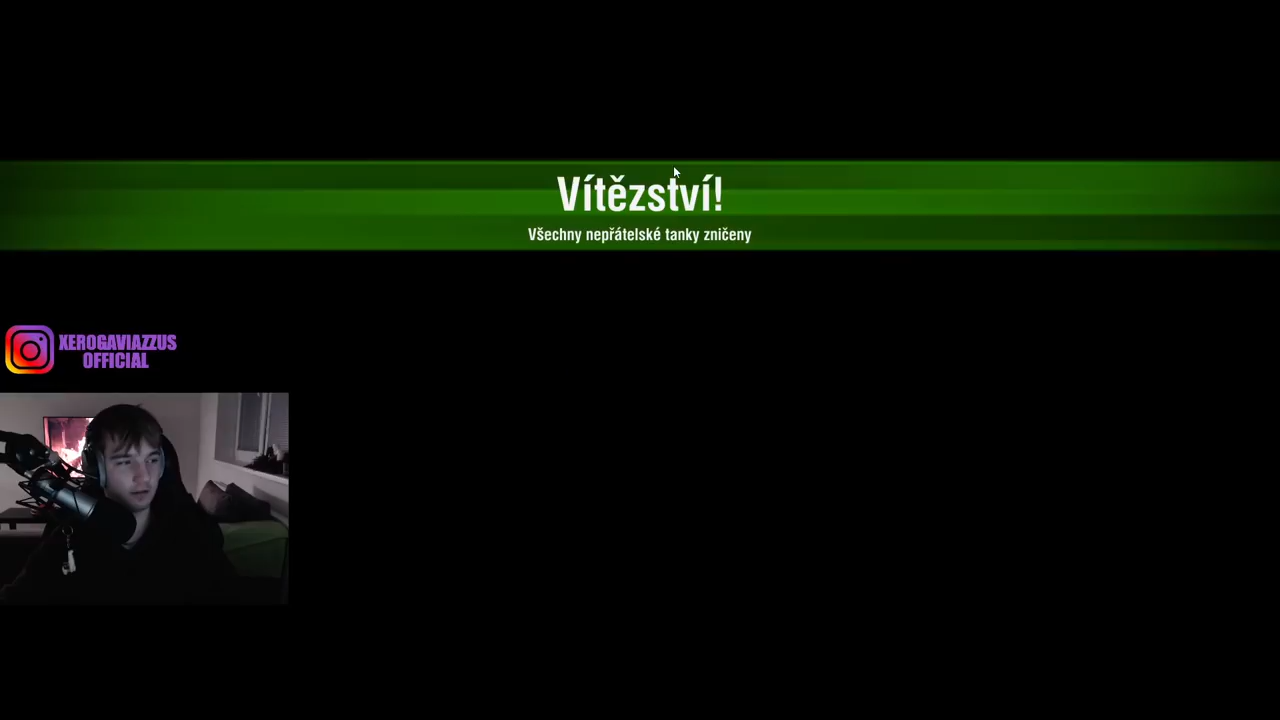 Vítězství!
Všechny nepřátelské tanky zničeny
XEROGAVIAZZUS
OFFICIAL